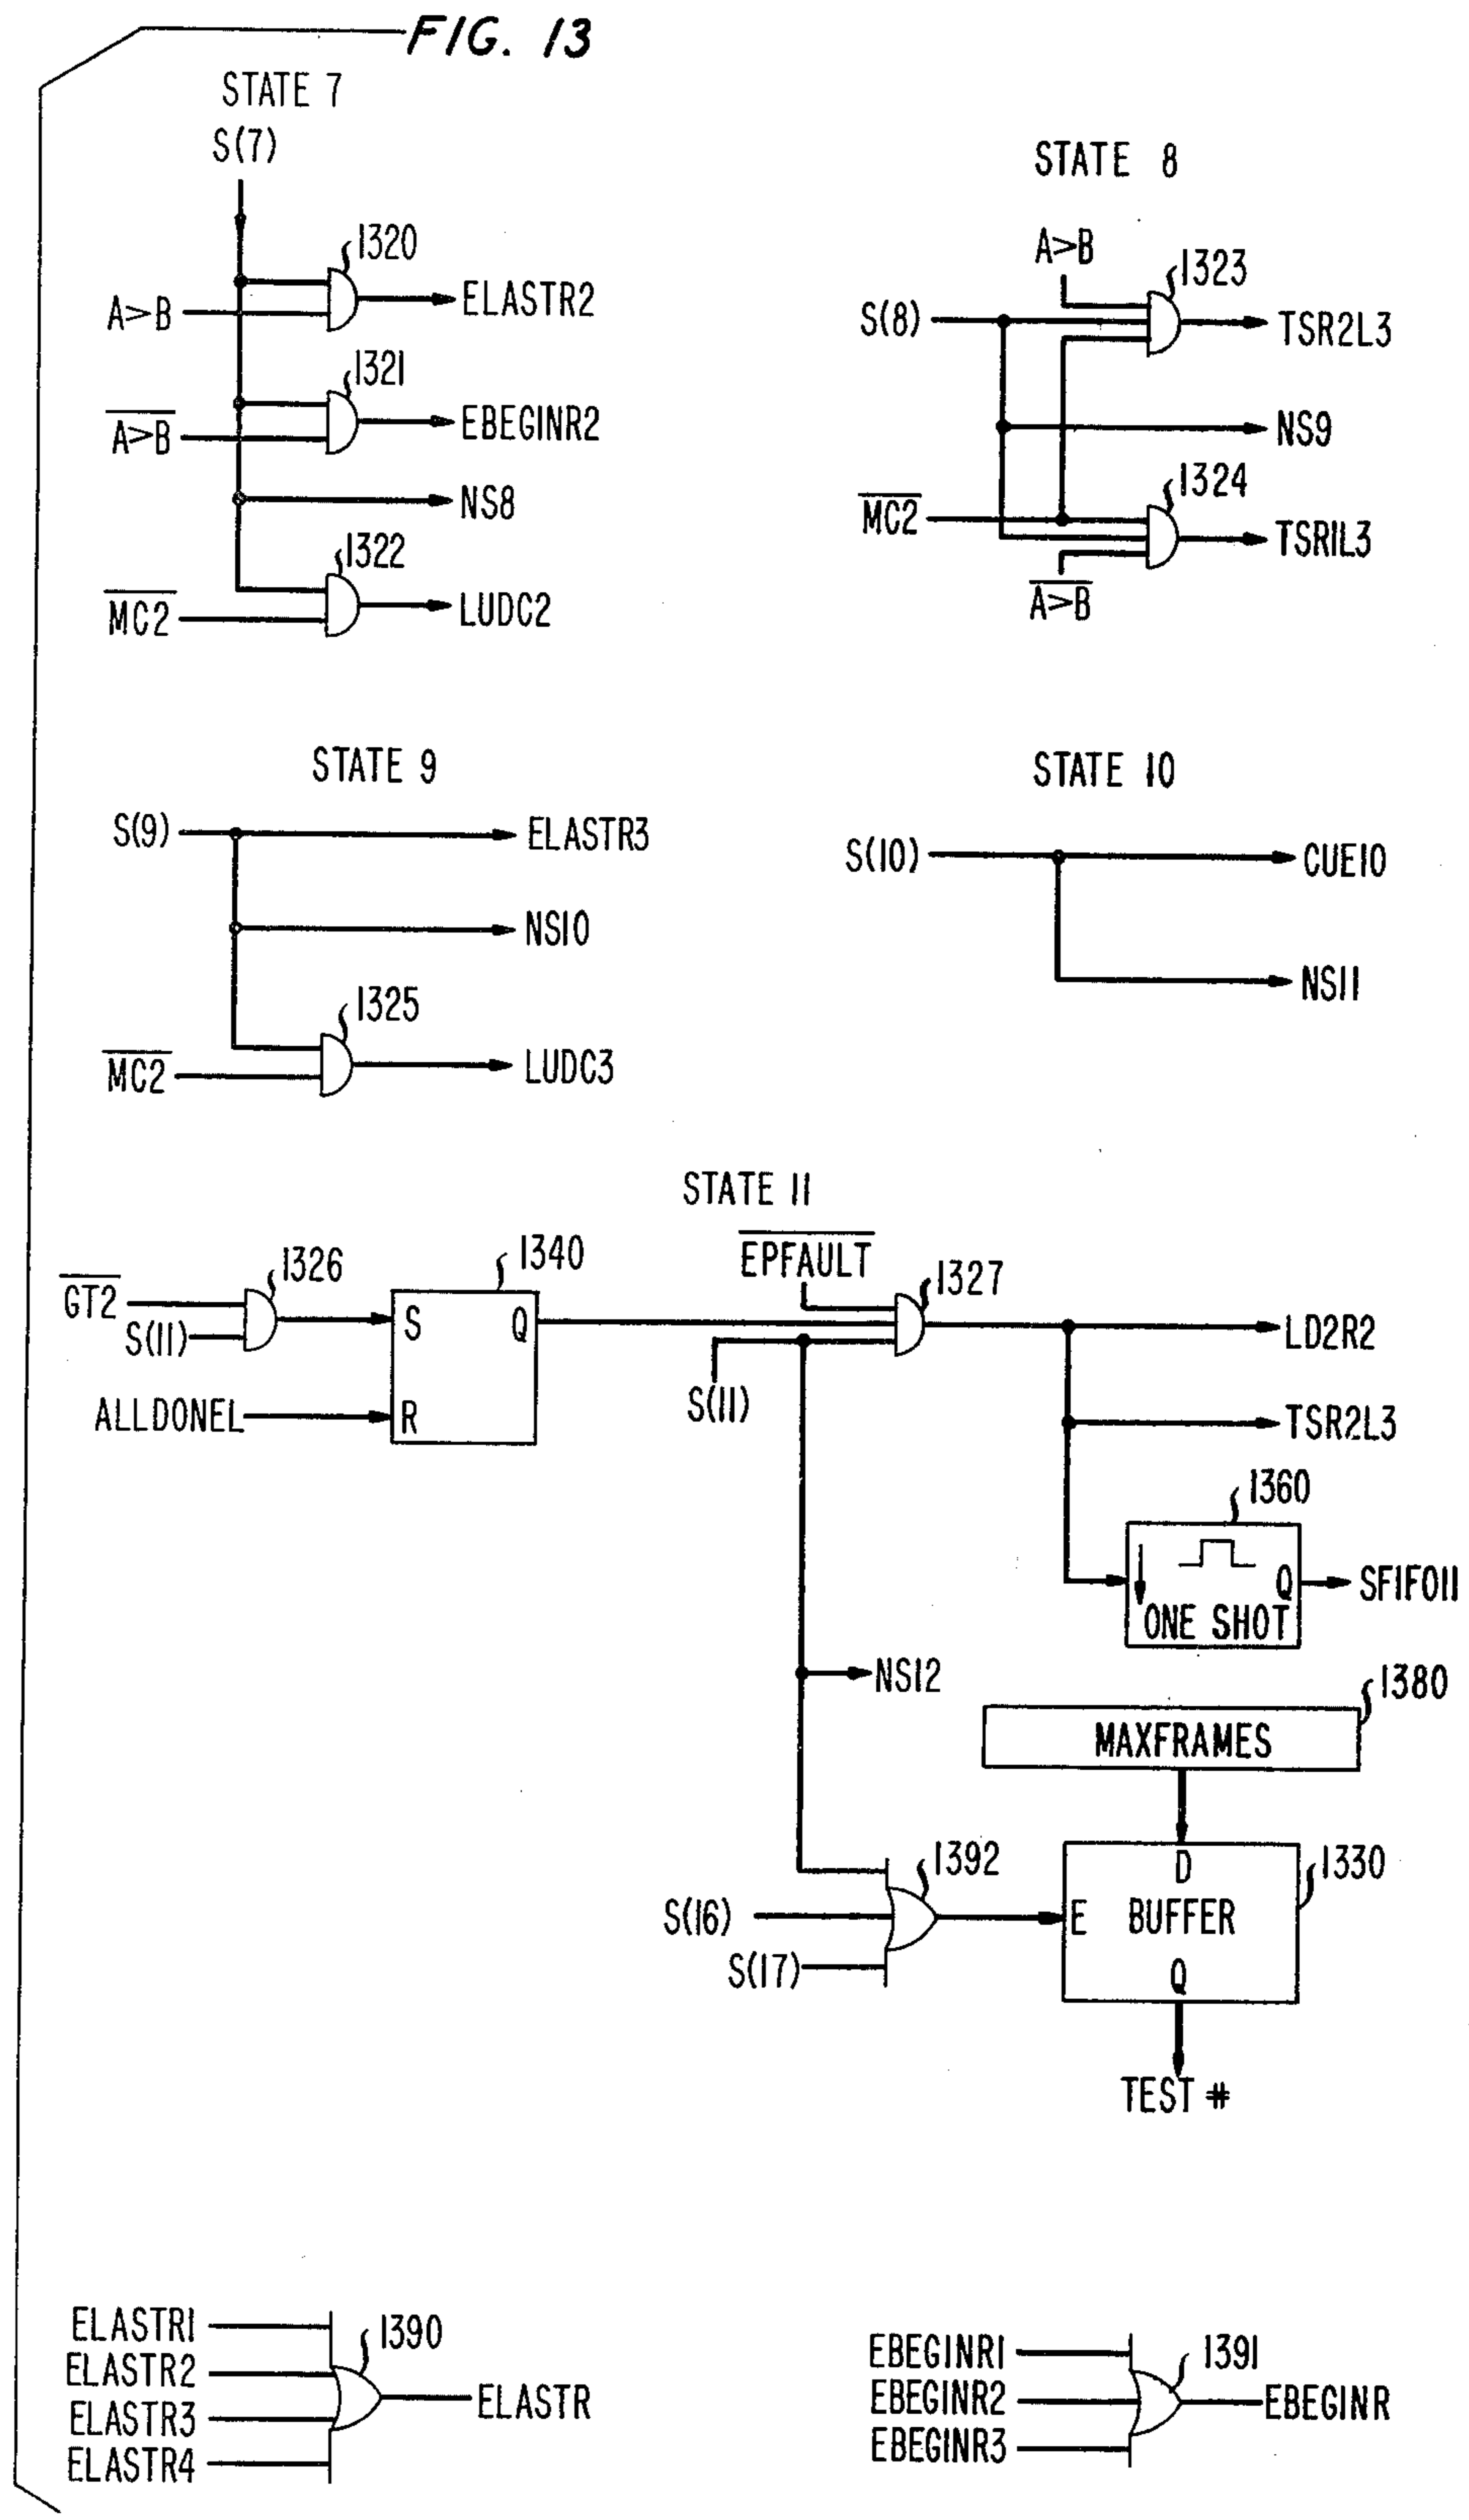 FIG. 13
STATE 7
S(7)
1320
A>B
ELASTR2
1321
A>B
EBEGINR2
NS8
1322
MC2
LUDC2
STATE 8
A>B
1323
S(8)
TSR2L3
NS9
1324
MC2
TSR1L3
A>B
STATE 9
S(9)
ELASTR3
NS10
1325
MC2
LUDC3
STATE 10
S(10)
CUE10
NS11
STATE 11
GT2
1326
S(11)
1340
S Q
ALLDONEL
R
EPFAULT
1327
LD2R2
S(11)
TSR2L3
1360
Q
ONE SHOT
SFIFO11
NS12
1380
MAXFRAMES
1392
1330
D
S(16)
E BUFFER
S(17)
Q
TEST #
ELASTR1
1390
ELASTR2
ELASTR
ELASTR3
ELASTR4
EBEGINR1
1391
EBEGINR2
EBEGINR
EBEGINR3